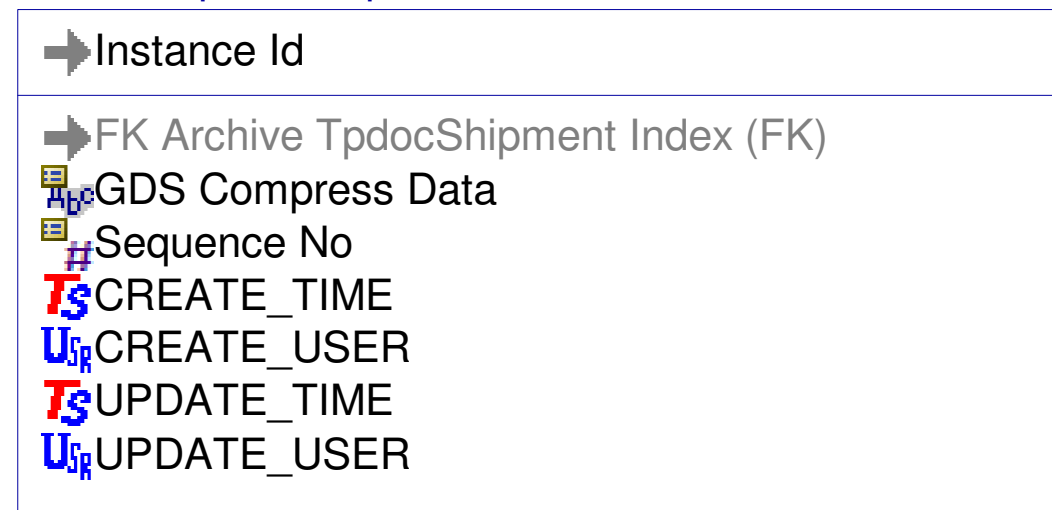 Instance Id
FK Archive TpdocShipment Index (FK)
GDS Compress Data
Sequence No
CREATE_TIME
CREATE_USER
UPDATE_TIME
UPDATE_USER